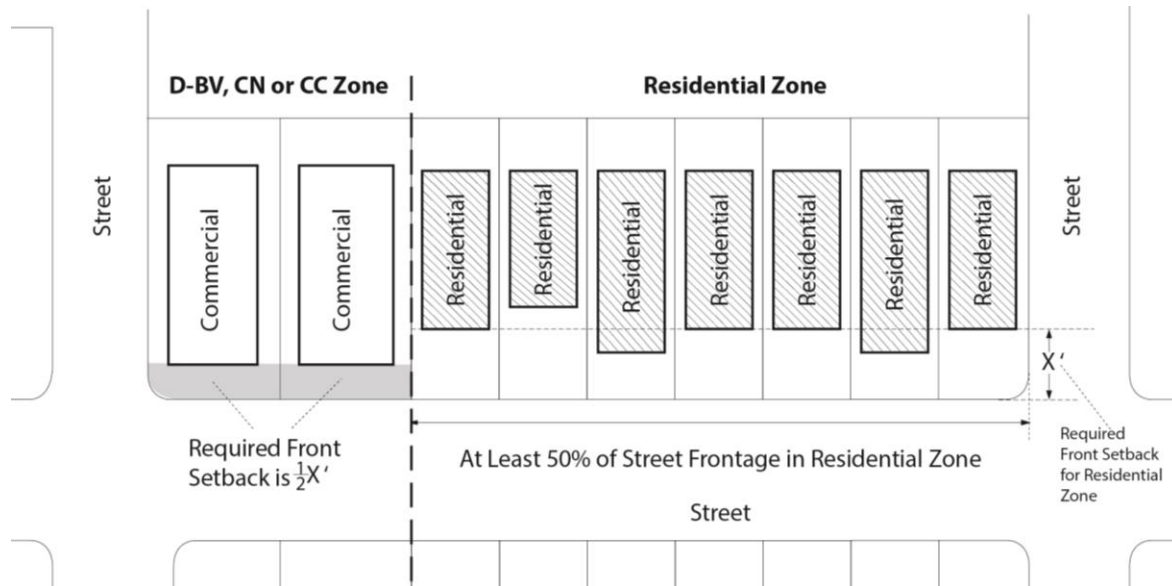 D-BV, CN or CC Zone
Residential Zone
Street
Commercial
Commercial
Residential
Residential
Residential
Residential
Residential
Residential
Residential
Street
X'
Required Front
Setback is ½X'
At Least 50% of Street Frontage in Residential Zone
Required
Front Setback
for Residential
Zone
Street